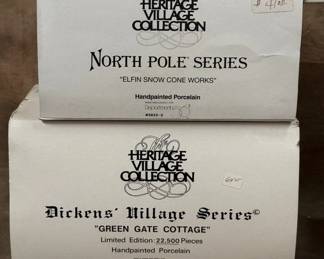 HERITAGE
VILLAGE
COLLECTION
NORTH POLE SERIES
"ELFIN SNOW CONE WORKS"
Handpainted Porcelain
The
HERITAGE
VILLAGE
COLLECTION
Dickens' Village Series©
"GREEN GATE COTTAGE"
Limited Edition: 22,500 Pieces
Handpainted Porcelain